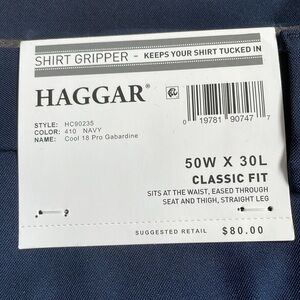 SHIRT GRIPPER - KEEPS YOUR SHIRT TUCKED IN
HAGGAR®
STYLE: HC90235
COLOR: 410 NAVY
NAME: Cool 18 Pro Gabardine
0 19781 90747 7
50W X 30L
CLASSIC FIT
SITS AT THE WAIST, EASED THROUGH
SEAT AND THIGH, STRAIGHT LEG
SUGGESTED RETAIL $80.00